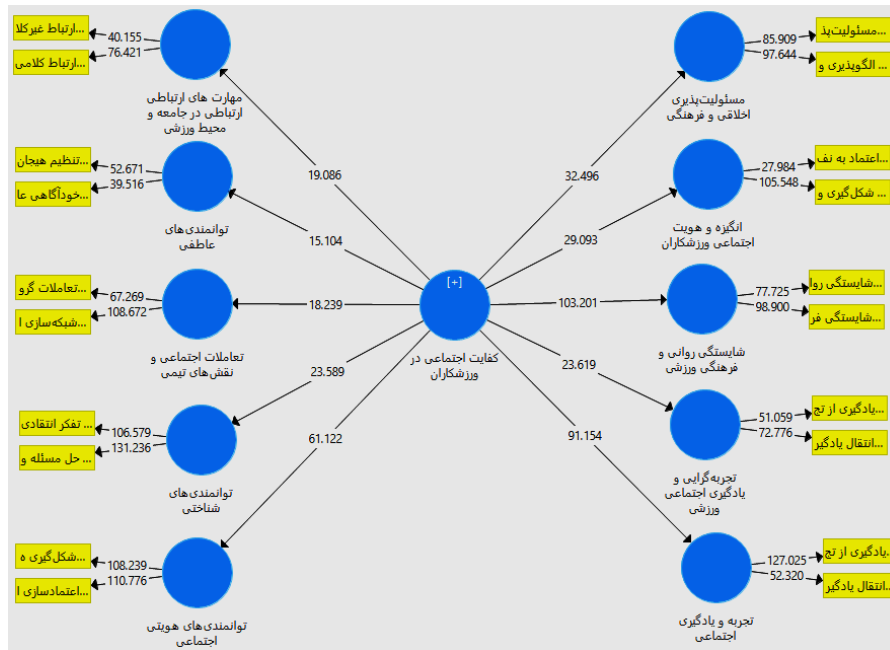 ارتباط غیرکلا...
40.155
76.421
ارتباط کلامی...
مهارت های ارتباطی
ارتباطی در جامعه و
محیط ورزشی
19.086
مسئولیت‌پذ...
85.909
97.644
الگوپذیری و ...
مسئولیت‌پذیری
اخلاقی و فرهنگی
32.496
تنظیم هیجان...
52.671
39.516
خودآگاهی عا...
توانمندی‌های
عاطفی
15.104
اعتماد به نف...
27.984
105.548
شکل‌گیری و ...
انگیزه و هویت
اجتماعی ورزشکاران
29.093
تعاملات گرو...
67.269
108.672
شبکه‌سازی ا...
تعاملات اجتماعی و
نقش‌های تیمی
18.239
[+]
کفایت اجتماعی در
ورزشکاران
شایستگی روا...
77.725
98.900
شایستگی فر...
شایستگی روانی و
فرهنگی ورزشی
103.201
تفکر انتقادی ...
106.579
131.236
حل مسئله و ...
توانمندی‌های
شناختی
23.589
یادگیری از تج...
51.059
72.776
انتقال یادگیر...
تجربه‌گرایی و
یادگیری اجتماعی
ورزشی
23.619
شکل‌گیری ه...
108.239
110.776
اعتمادسازی ا...
توانمندی‌های هویتی
اجتماعی
61.122
یادگیری از تج...
127.025
52.320
انتقال یادگیر...
تجربه و یادگیری
اجتماعی
91.154